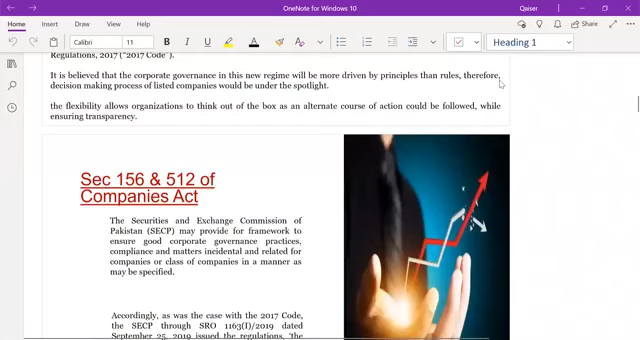 OneNote for Windows 10
Qaiser
Home Insert Draw View Help
Share
Calibri 11 B I U A Heading 1
Regulations, 2017 ("2017 Code").
It is believed that the corporate governance in this new regime will be more driven by principles than rules, therefore,
decision making process of listed companies would be under the spotlight.
the flexibility allows organizations to think out of the box as an alternate course of action could be followed, while
ensuring transparency.
Sec 156 & 512 of
Companies Act
The Securities and Exchange Commission of
Pakistan (SECP) may provide for framework to
ensure good corporate governance practices,
compliance and matters incidental and related for
companies or class of companies in a manner as
may be specified.
Accordingly, as was the case with the 2017 Code,
the SECP through SRO 1163(I)/2019 dated
September 25, 2019 issued the regulations, 'the